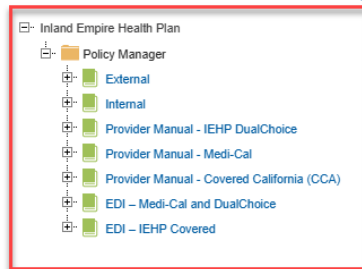 Inland Empire Health Plan
Policy Manager
External
Internal
Provider Manual - IEHP DualChoice
Provider Manual - Medi-Cal
Provider Manual - Covered California (CCA)
EDI – Medi-Cal and DualChoice
EDI – IEHP Covered